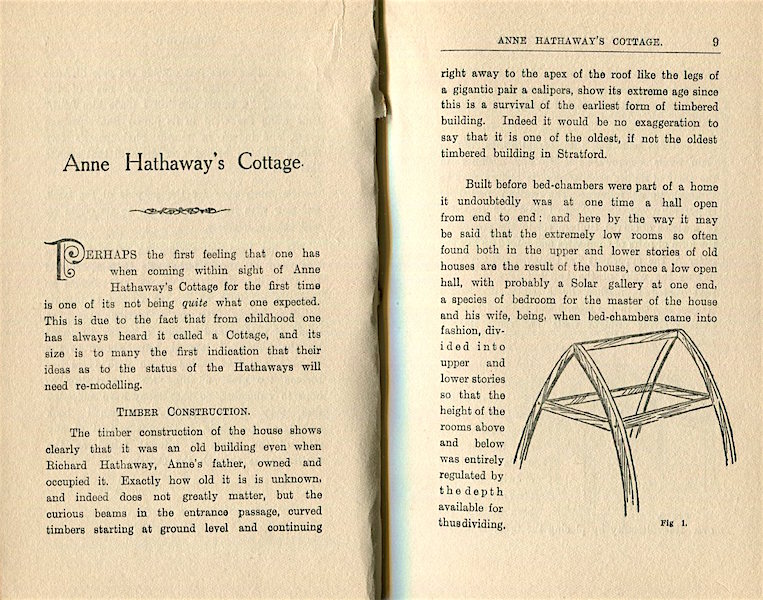 Anne Hathaway's Cottage.
PERHAPS the first feeling that one has
when coming within sight of Anne
Hathaway's Cottage for the first time
is one of its not being quite what one expected.
This is due to the fact that from childhood one
has always heard it called a Cottage, and its
size is to many the first indication that their
ideas as to the status of the Hathaways will
need re-modelling.
TIMBER CONSTRUCTION.
The timber construction of the house shows
clearly that it was an old building even when
Richard Hathaway, Anne's father, owned and
occupied it. Exactly how old it is is unknown,
and indeed does not greatly matter, but the
curious beams in the entrance passage, curved
timbers starting at ground level and continuing
ANNE HATHAWAY'S COTTAGE. 9
right away to the apex of the roof like the legs of
a gigantic pair a calipers, show its extreme age since
this is a survival of the earliest form of timbered
building. Indeed it would be no exaggeration to
say that it is one of the oldest, if not the oldest
timbered building in Stratford.
Built before bed-chambers were part of a home
it undoubtedly was at one time a hall open
from end to end: and here by the way it may
be said that the extremely low rooms so often
found both in the upper and lower stories of old
houses are the result of the house, once a low open
hall, with probably a Solar gallery at one end,
a species of bedroom for the master of the house
and his wife, being, when bed-chambers came into
fashion, div-
ided into
upper and
lower stories
so that the
height of the
rooms above
and below
was entirely
regulated by
the depth
available for
thus dividing.
Fig 1.